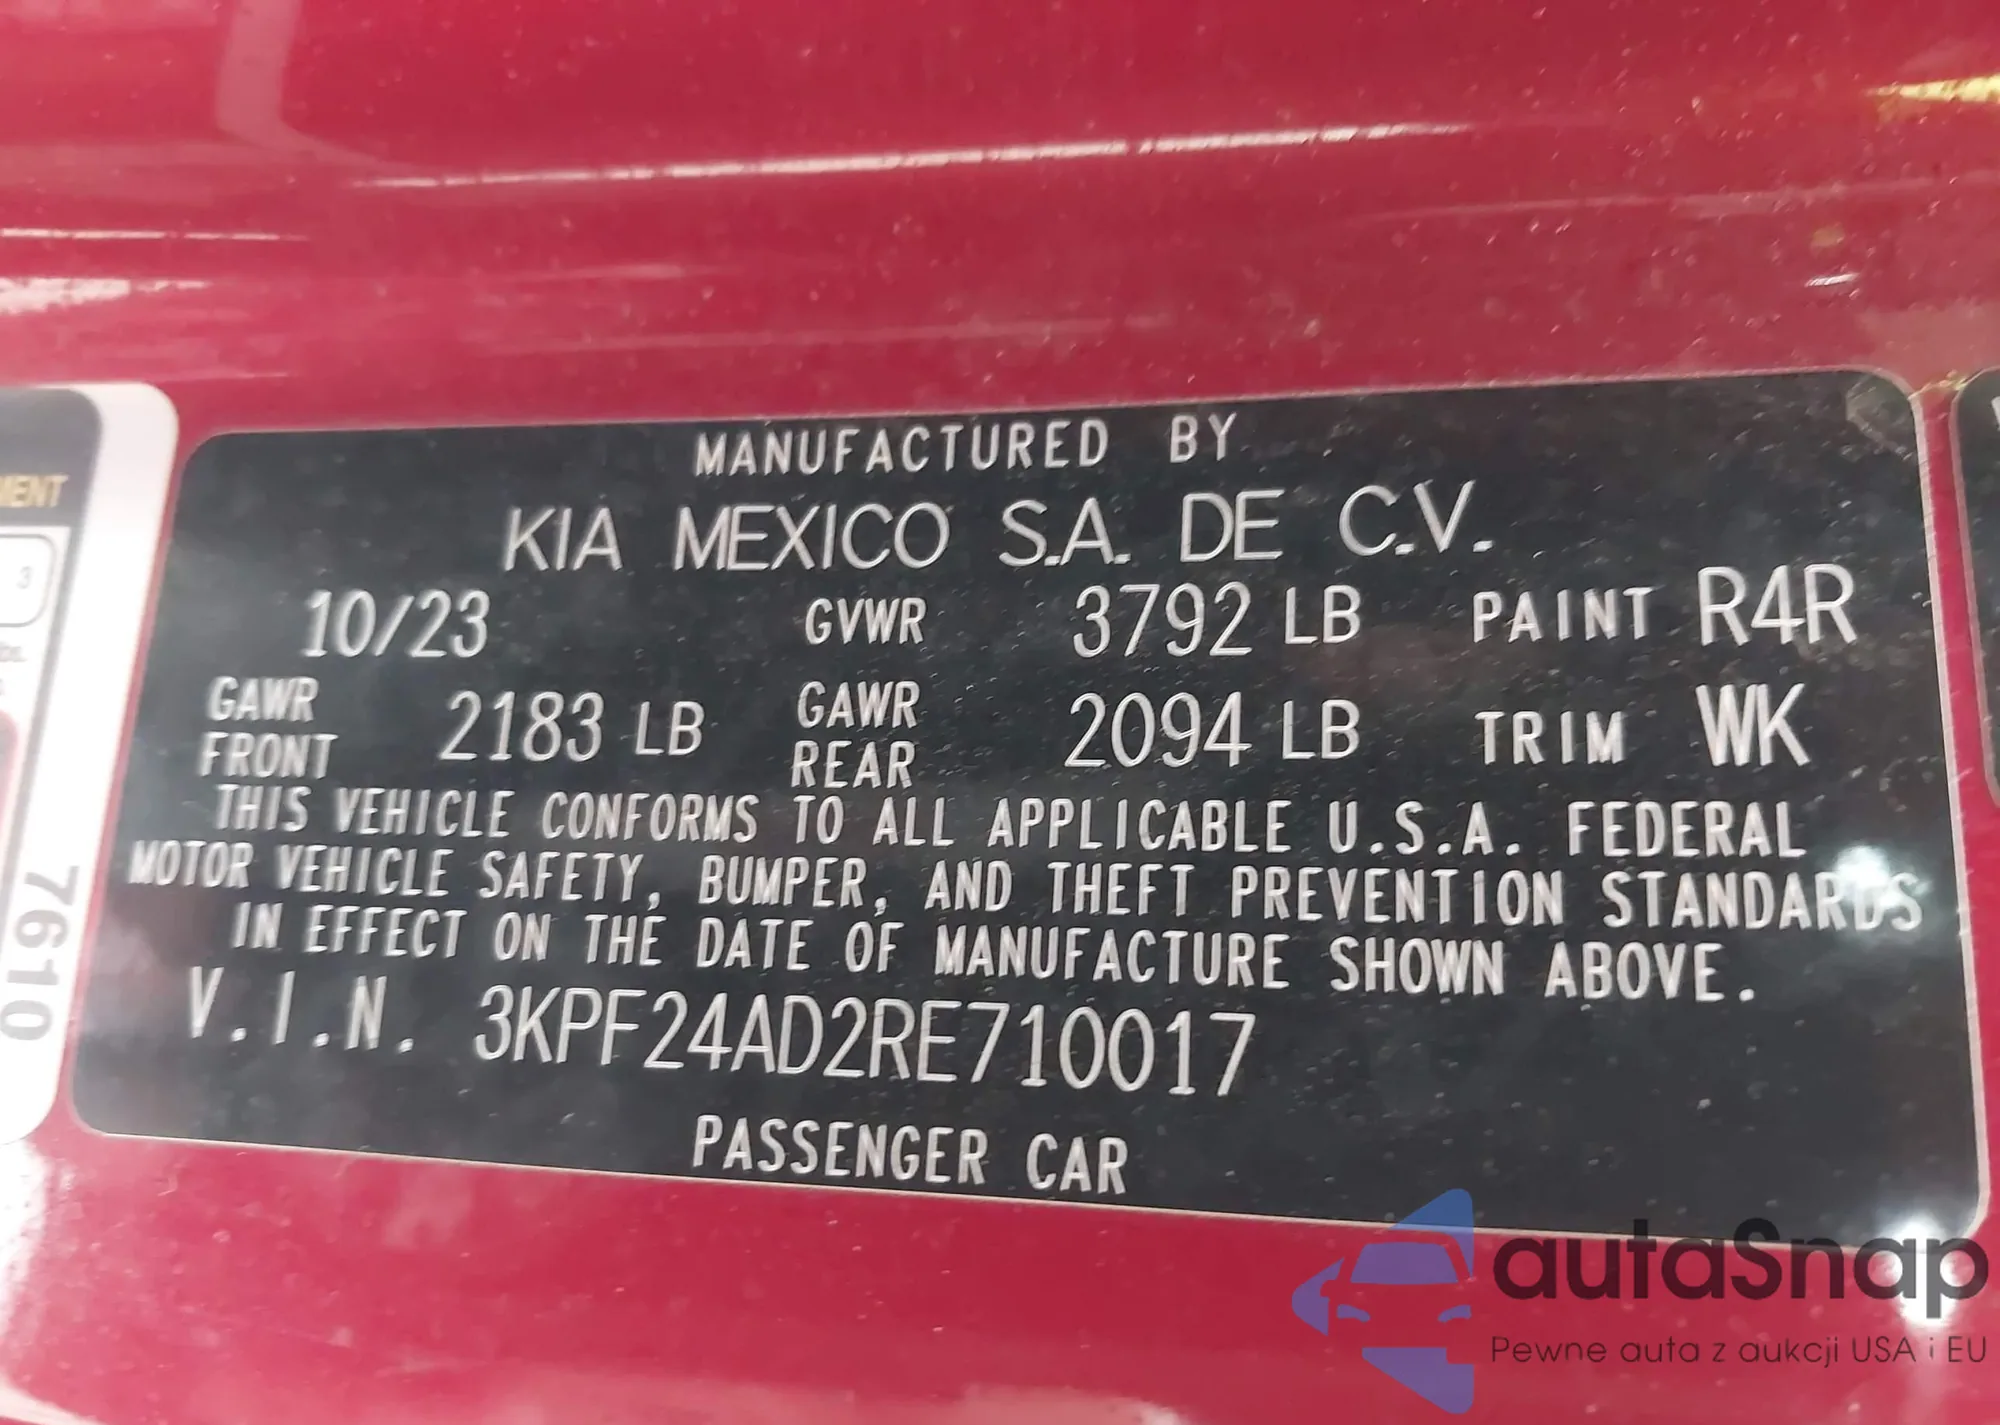 MANUFACTURED BY
KIA MEXICO S.A. DE C.V.
10/23 GVWR 3792 LB PAINT R4R
GAWR FRONT 2183 LB GAWR REAR 2094 LB TRIM WK
THIS VEHICLE CONFORMS TO ALL APPLICABLE U.S.A. FEDERAL
MOTOR VEHICLE SAFETY, BUMPER, AND THEFT PREVENTION STANDARDS
IN EFFECT ON THE DATE OF MANUFACTURE SHOWN ABOVE.
V.I.N. 3KPF24AD2RE710017
PASSENGER CAR
3
7610
autaSnap
Pewne auta z aukcji USA i EU